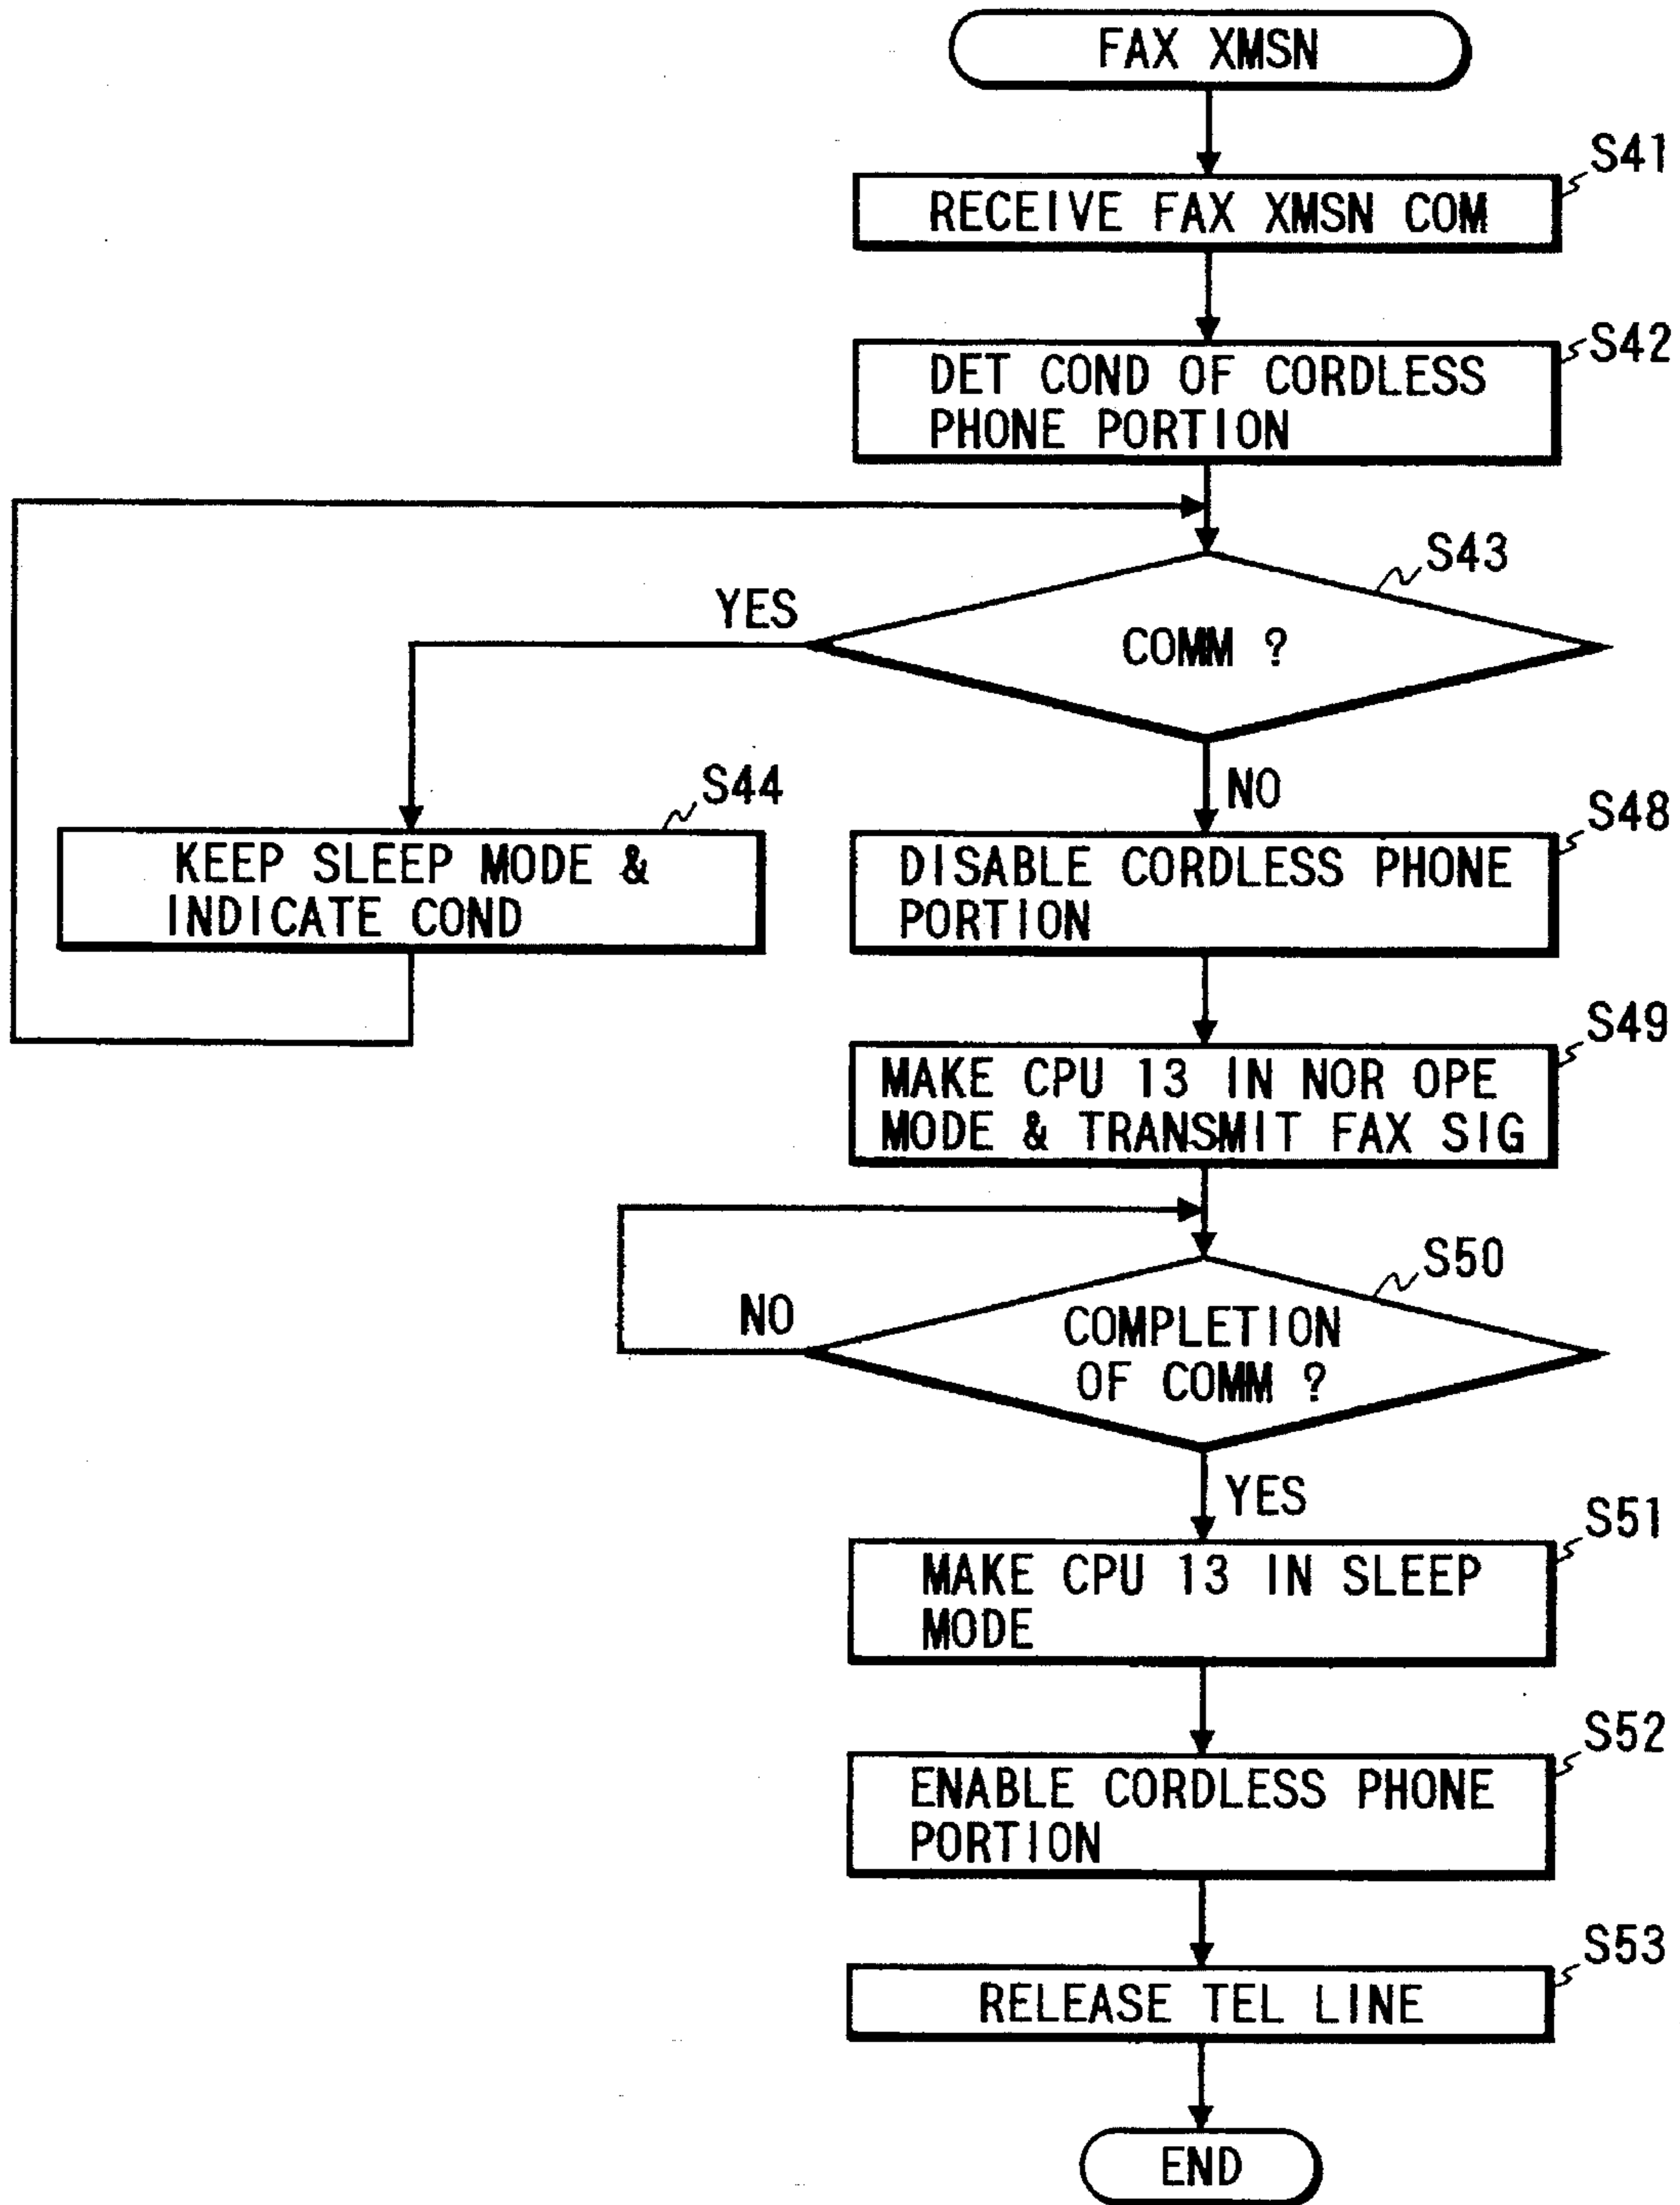 FAX XMSN
S41
RECEIVE FAX XMSN COM
S42
DET COND OF CORDLESS
PHONE PORTION
S43
YES
COMM ?
NO
S44
KEEP SLEEP MODE &
INDICATE COND
S48
DISABLE CORDLESS PHONE
PORTION
S49
MAKE CPU 13 IN NOR OPE
MODE & TRANSMIT FAX SIG
S50
NO
COMPLETION
OF COMM ?
YES
S51
MAKE CPU 13 IN SLEEP
MODE
S52
ENABLE CORDLESS PHONE
PORTION
S53
RELEASE TEL LINE
END